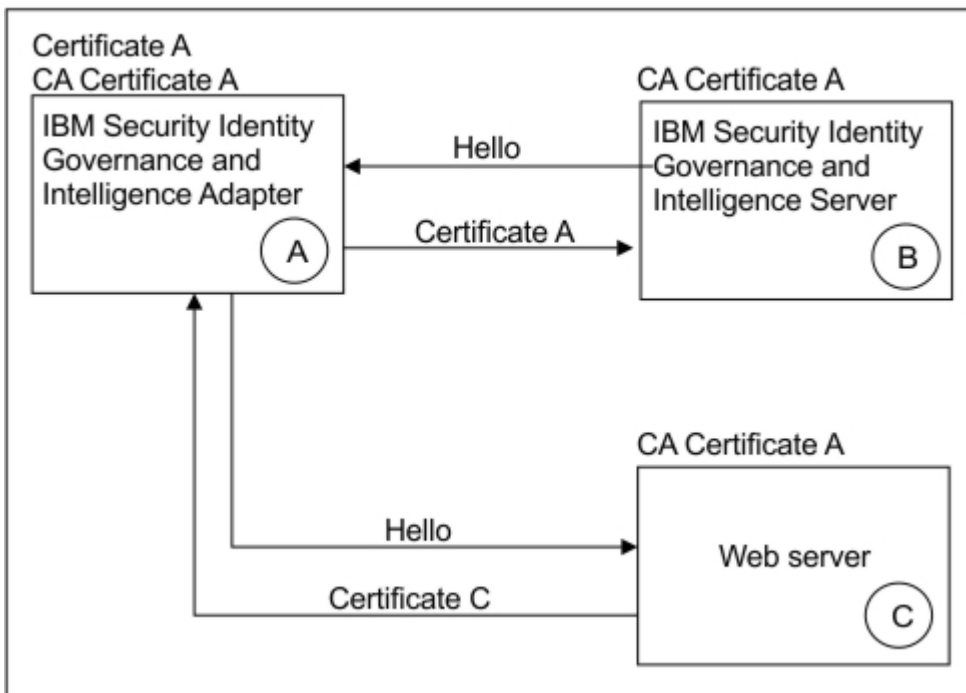 Certificate A
CA Certificate A
IBM Security Identity
Governance and
Intelligence Adapter
A
Hello
Certificate A
CA Certificate A
IBM Security Identity
Governance and
Intelligence Server
B
Hello
Certificate C
CA Certificate A
Web server
C